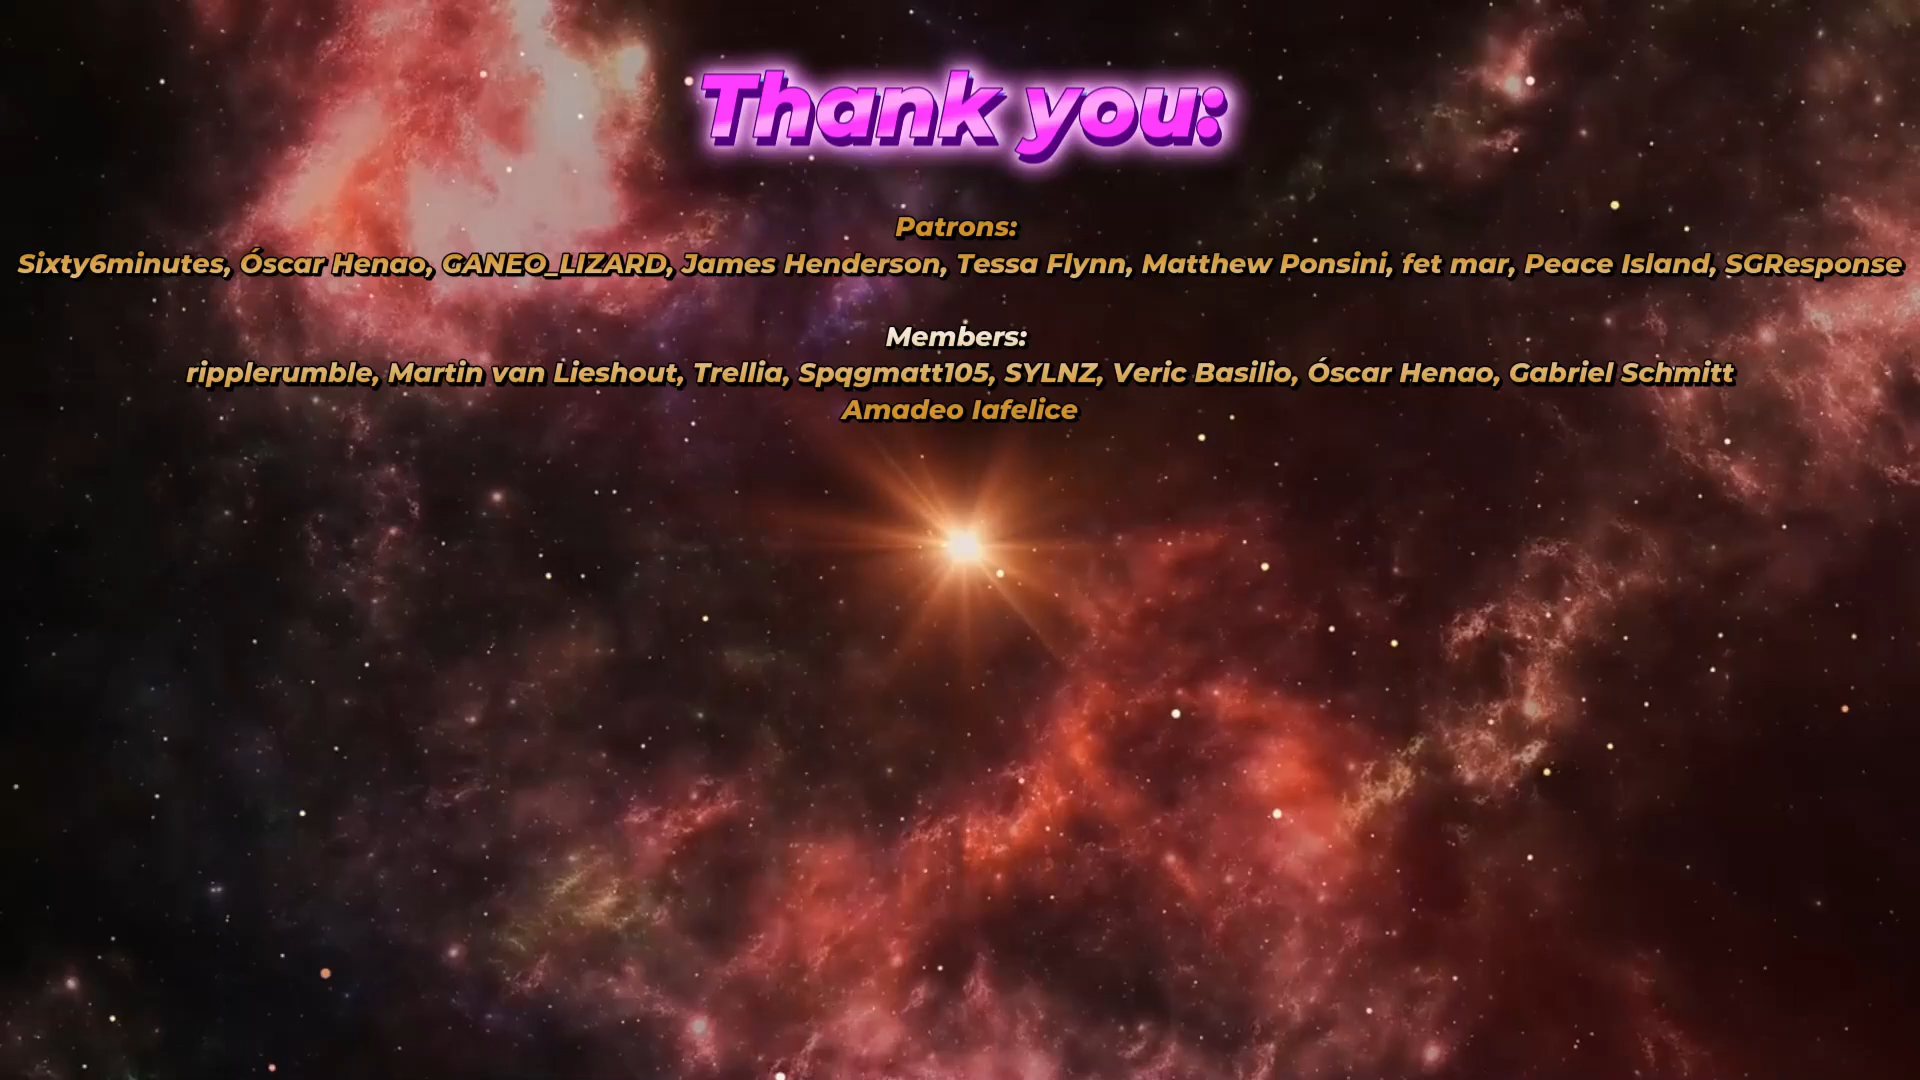 Thank you:
Patrons:
Sixty6minutes, Óscar Henao, GANEO_LIZARD, James Henderson, Tessa Flynn, Matthew Ponsini, fet mar, Peace Island, SGResponse
Members:
ripplerumble, Martin van Lieshout, Trellia, Spqgmatt105, SYLNZ, Veric Basilio, Óscar Henao, Gabriel Schmitt
Amadeo Iafelice